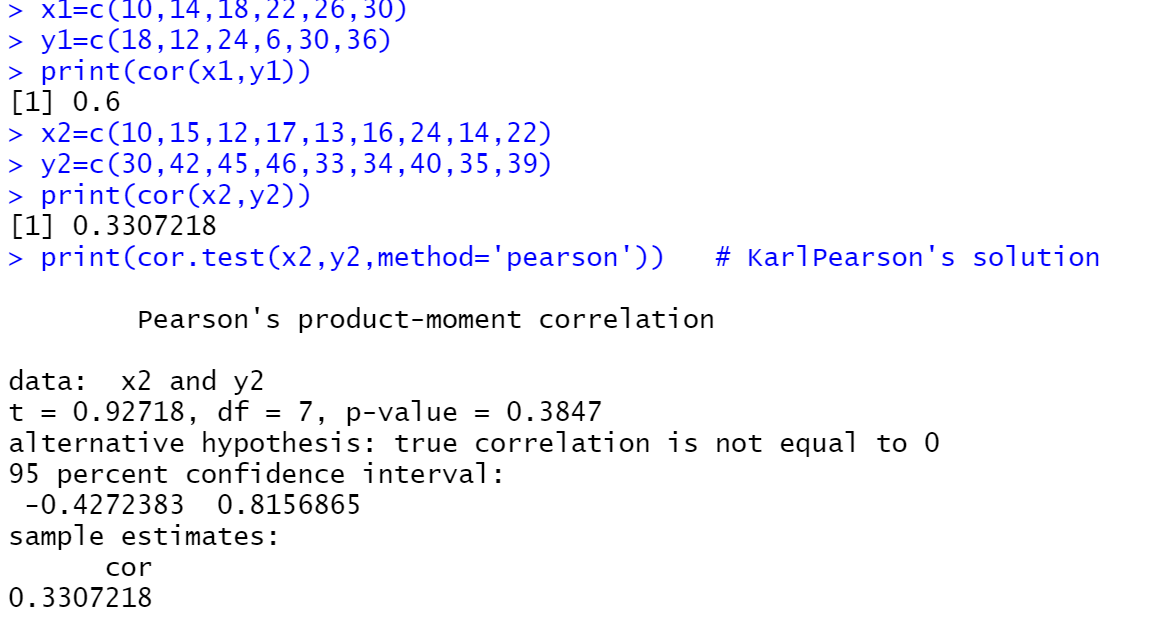 > x1=c(10,14,18,22,26,30)
> y1=c(18,12,24,6,30,36)
> print(cor(x1,y1))
[1] 0.6
> x2=c(10,15,12,17,13,16,24,14,22)
> y2=c(30,42,45,46,33,34,40,35,39)
> print(cor(x2,y2))
[1] 0.3307218
> print(cor.test(x2,y2,method='pearson'))   # KarlPearson's solution
        Pearson's product-moment correlation
data:  x2 and y2
t = 0.92718, df = 7, p-value = 0.3847
alternative hypothesis: true correlation is not equal to 0
95 percent confidence interval:
 -0.4272383  0.8156865
sample estimates:
      cor
0.3307218